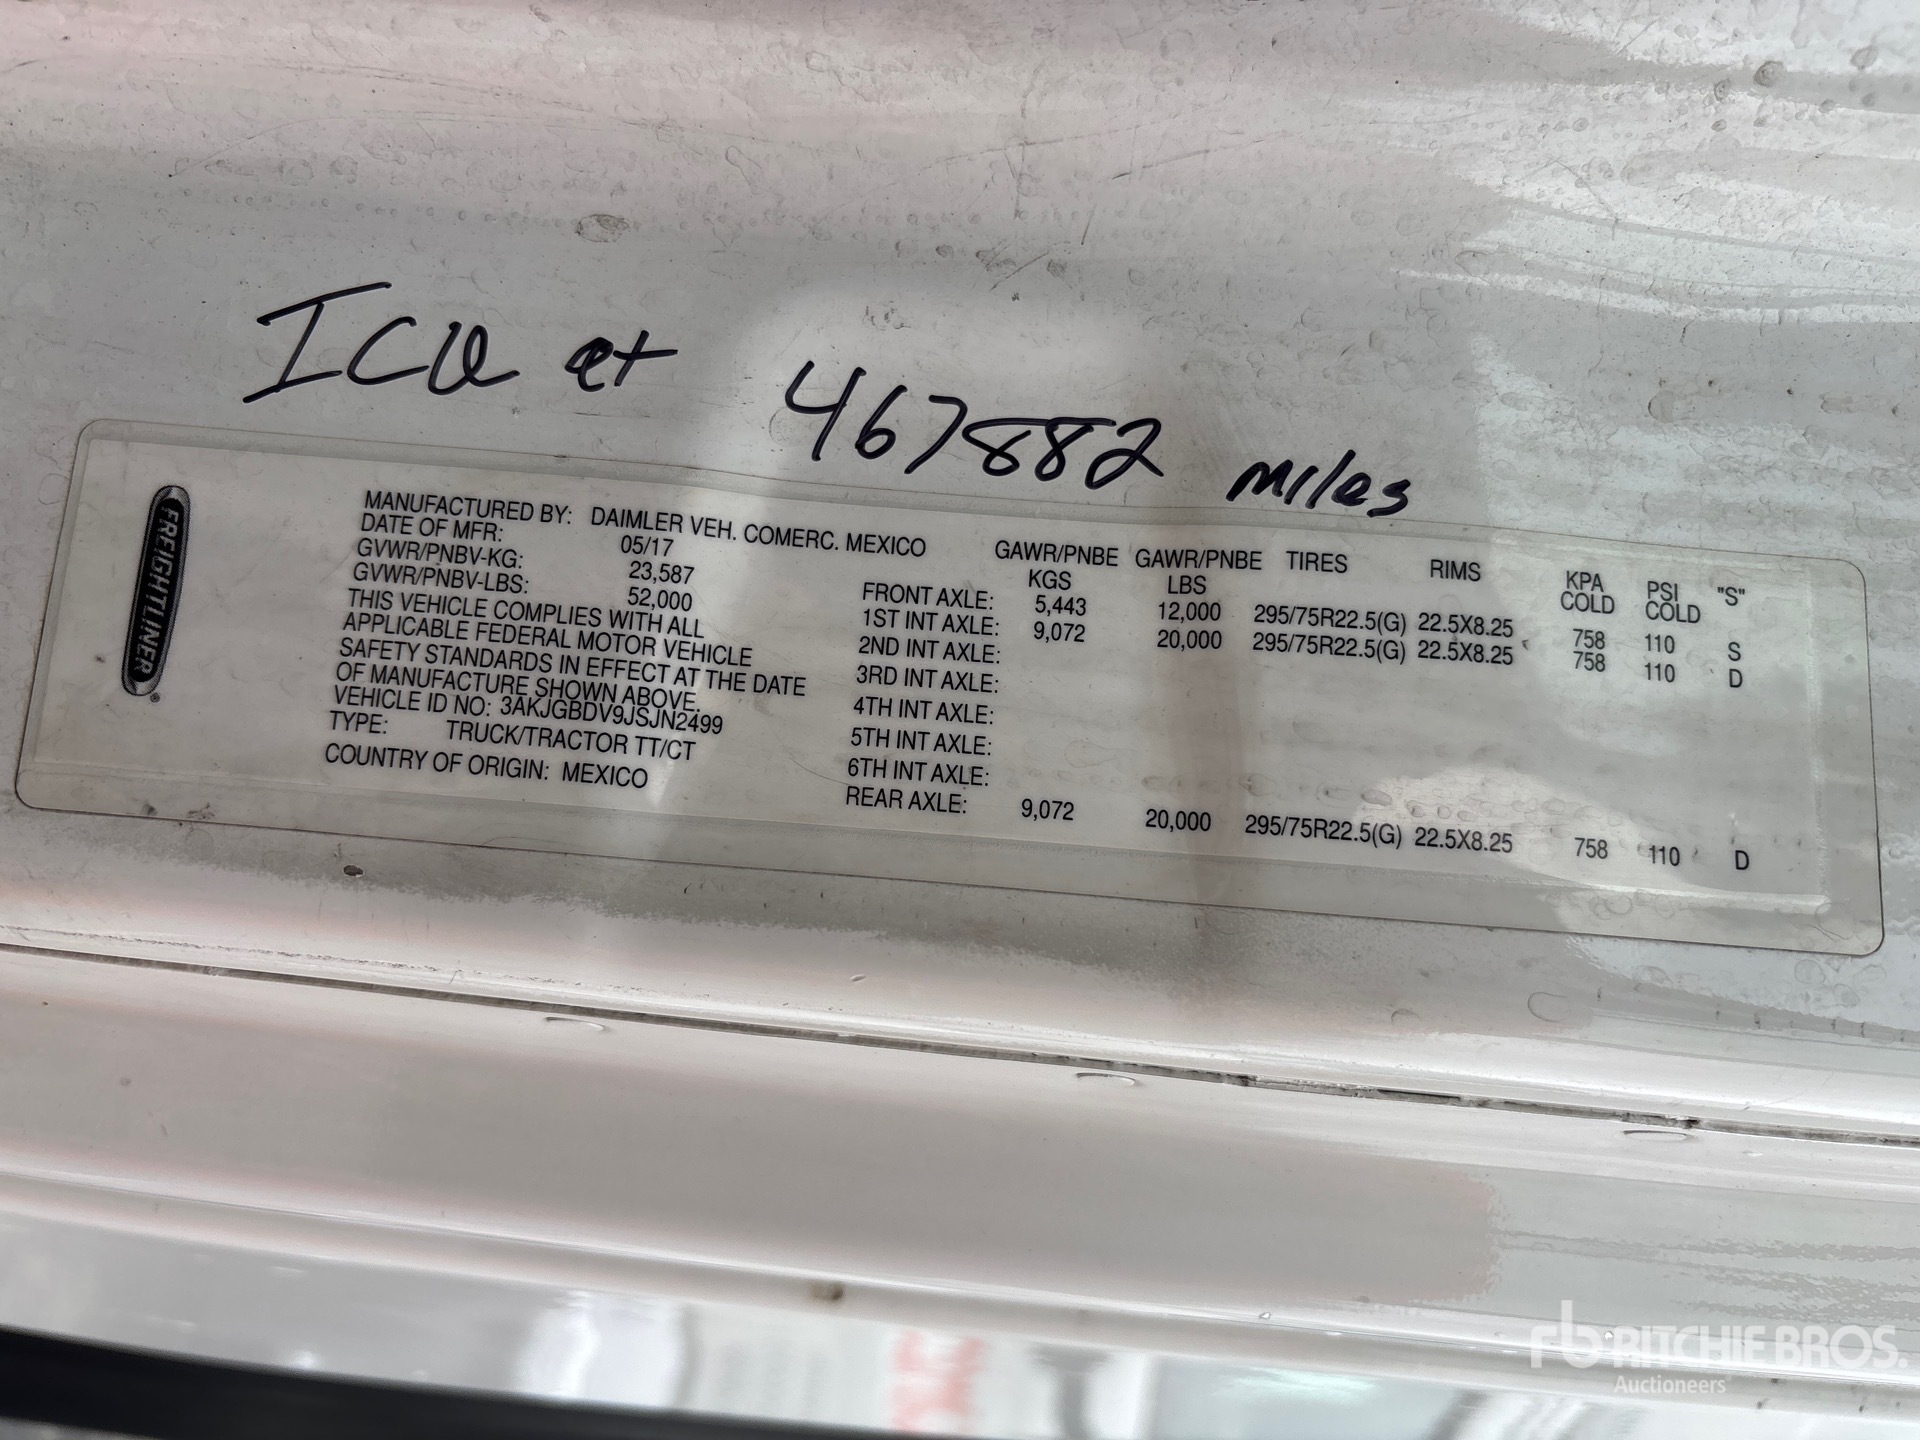 ICU at 467882 miles
FREIGHTLINER
MANUFACTURED BY: DAIMLER VEH. COMERC. MEXICO
DATE OF MFR: 05/17
GVWR/PNBV-KG: 23,587
GVWR/PNBV-LBS: 52,000
THIS VEHICLE COMPLIES WITH ALL
APPLICABLE FEDERAL MOTOR VEHICLE
SAFETY STANDARDS IN EFFECT AT THE DATE
OF MANUFACTURE SHOWN ABOVE.
VEHICLE ID NO: 3AKJGBDV9JSJN2499
TYPE: TRUCK/TRACTOR TT/CT
COUNTRY OF ORIGIN: MEXICO
GAWR/PNBE GAWR/PNBE TIRES RIMS KPA PSI "S"
KGS LBS COLD COLD
FRONT AXLE: 5,443 12,000 295/75R22.5(G) 22.5X8.25 758 110 S
1ST INT AXLE: 9,072 20,000 295/75R22.5(G) 22.5X8.25 758 110 D
2ND INT AXLE:
3RD INT AXLE:
4TH INT AXLE:
5TH INT AXLE:
6TH INT AXLE:
REAR AXLE: 9,072 20,000 295/75R22.5(G) 22.5X8.25 758 110 D
rb RITCHIE BROS.
Auctioneers